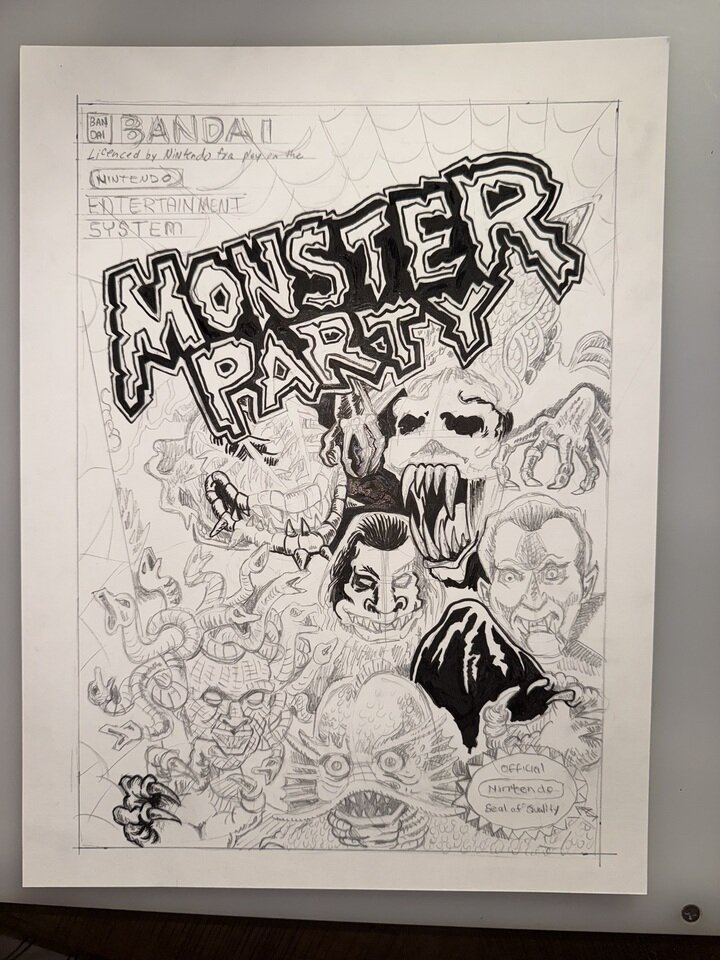 BAN
DAI
BANDAI
Licenced by Nintendo for play on the
NINTENDO
ENTERTAINMENT
SYSTEM
MONSTER
PARTY
Official
Nintendo
Seal of Quality